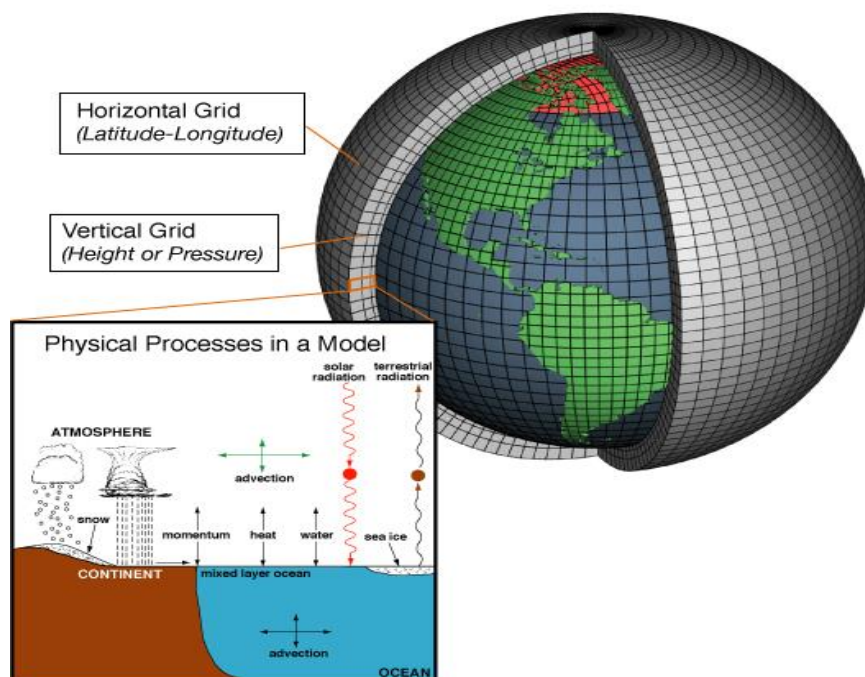 Horizontal Grid
(Latitude-Longitude)
Vertical Grid
(Height or Pressure)
Physical Processes in a Model
solar
radiation
terrestrial
radiation
ATMOSPHERE
advection
snow
momentum
heat
water
sea ice
CONTINENT
mixed layer ocean
advection
OCEAN